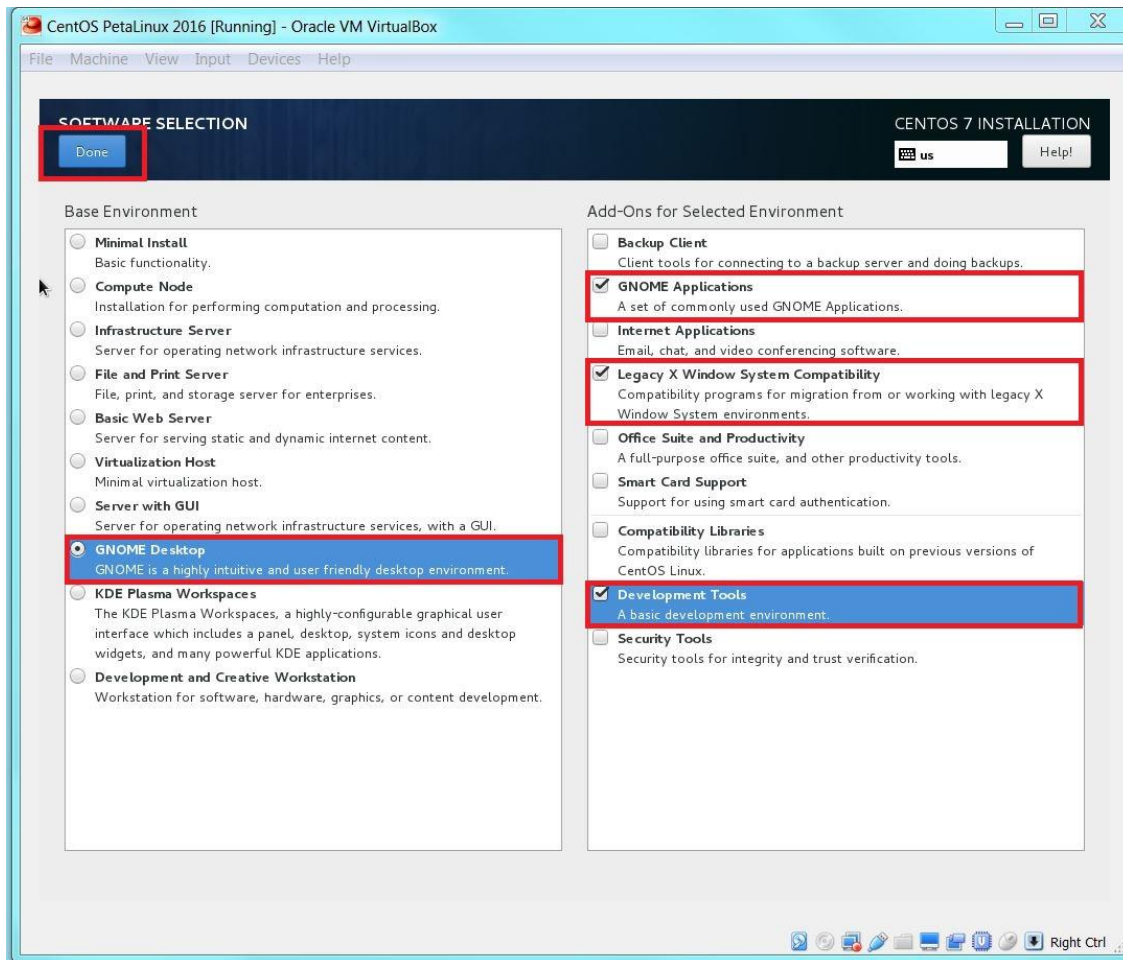 CentOS PetaLinux 2016 [Running] - Oracle VM VirtualBox
File Machine View Input Devices Help
SOFTWARE SELECTION
Done
CENTOS 7 INSTALLATION
us
Help!
Base Environment
Minimal Install
Basic functionality.
Compute Node
Installation for performing computation and processing.
Infrastructure Server
Server for operating network infrastructure services.
File and Print Server
File, print, and storage server for enterprises.
Basic Web Server
Server for serving static and dynamic internet content.
Virtualization Host
Minimal virtualization host.
Server with GUI
Server for operating network infrastructure services, with a GUI.
GNOME Desktop
GNOME is a highly intuitive and user friendly desktop environment.
KDE Plasma Workspaces
The KDE Plasma Workspaces, a highly-configurable graphical user
interface which includes a panel, desktop, system icons and desktop
widgets, and many powerful KDE applications.
Development and Creative Workstation
Workstation for software, hardware, graphics, or content development.
Add-Ons for Selected Environment
Backup Client
Client tools for connecting to a backup server and doing backups.
GNOME Applications
A set of commonly used GNOME Applications.
Internet Applications
Email, chat, and video conferencing software.
Legacy X Window System Compatibility
Compatibility programs for migration from or working with legacy X
Window System environments.
Office Suite and Productivity
A full-purpose office suite, and other productivity tools.
Smart Card Support
Support for using smart card authentication.
Compatibility Libraries
Compatibility libraries for applications built on previous versions of
CentOS Linux.
Development Tools
A basic development environment.
Security Tools
Security tools for integrity and trust verification.
Right Ctrl